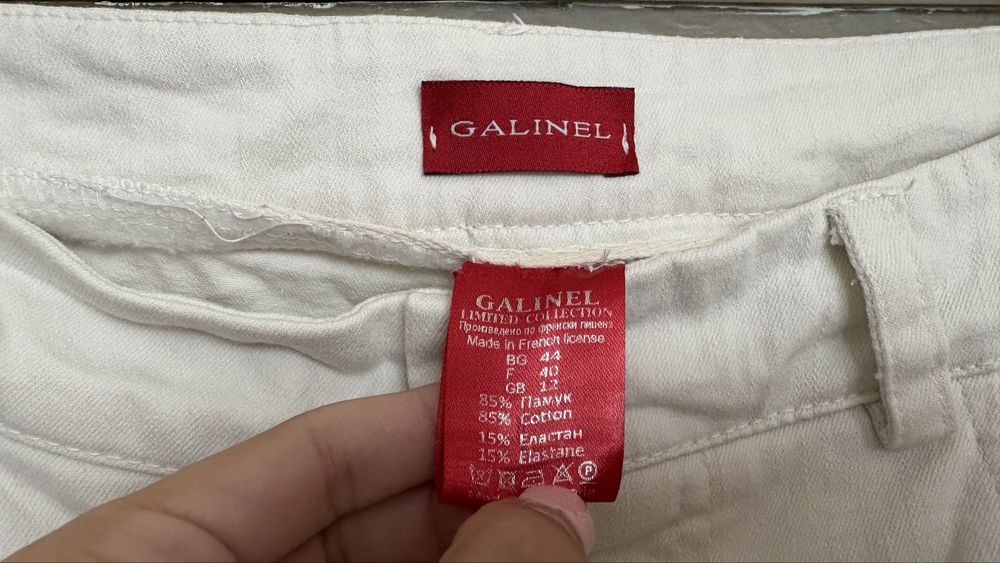 GALINEL
GALINEL
LIMITED COLLECTION
Произведено по френски лиценз
Made in French license
BG 44
F 40
GB 12
85% Памук
85% Cotton
15% Еластан
15% Elastane
P